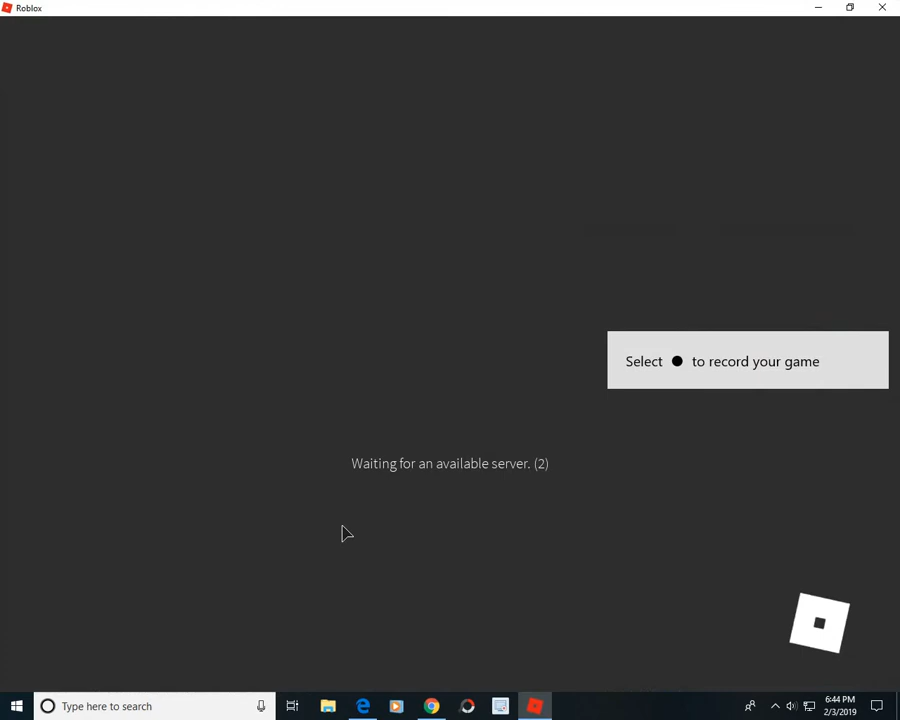 Roblox
Select ● to record your game
Waiting for an available server. (2)
Type here to search
6:44 PM
2/3/2019